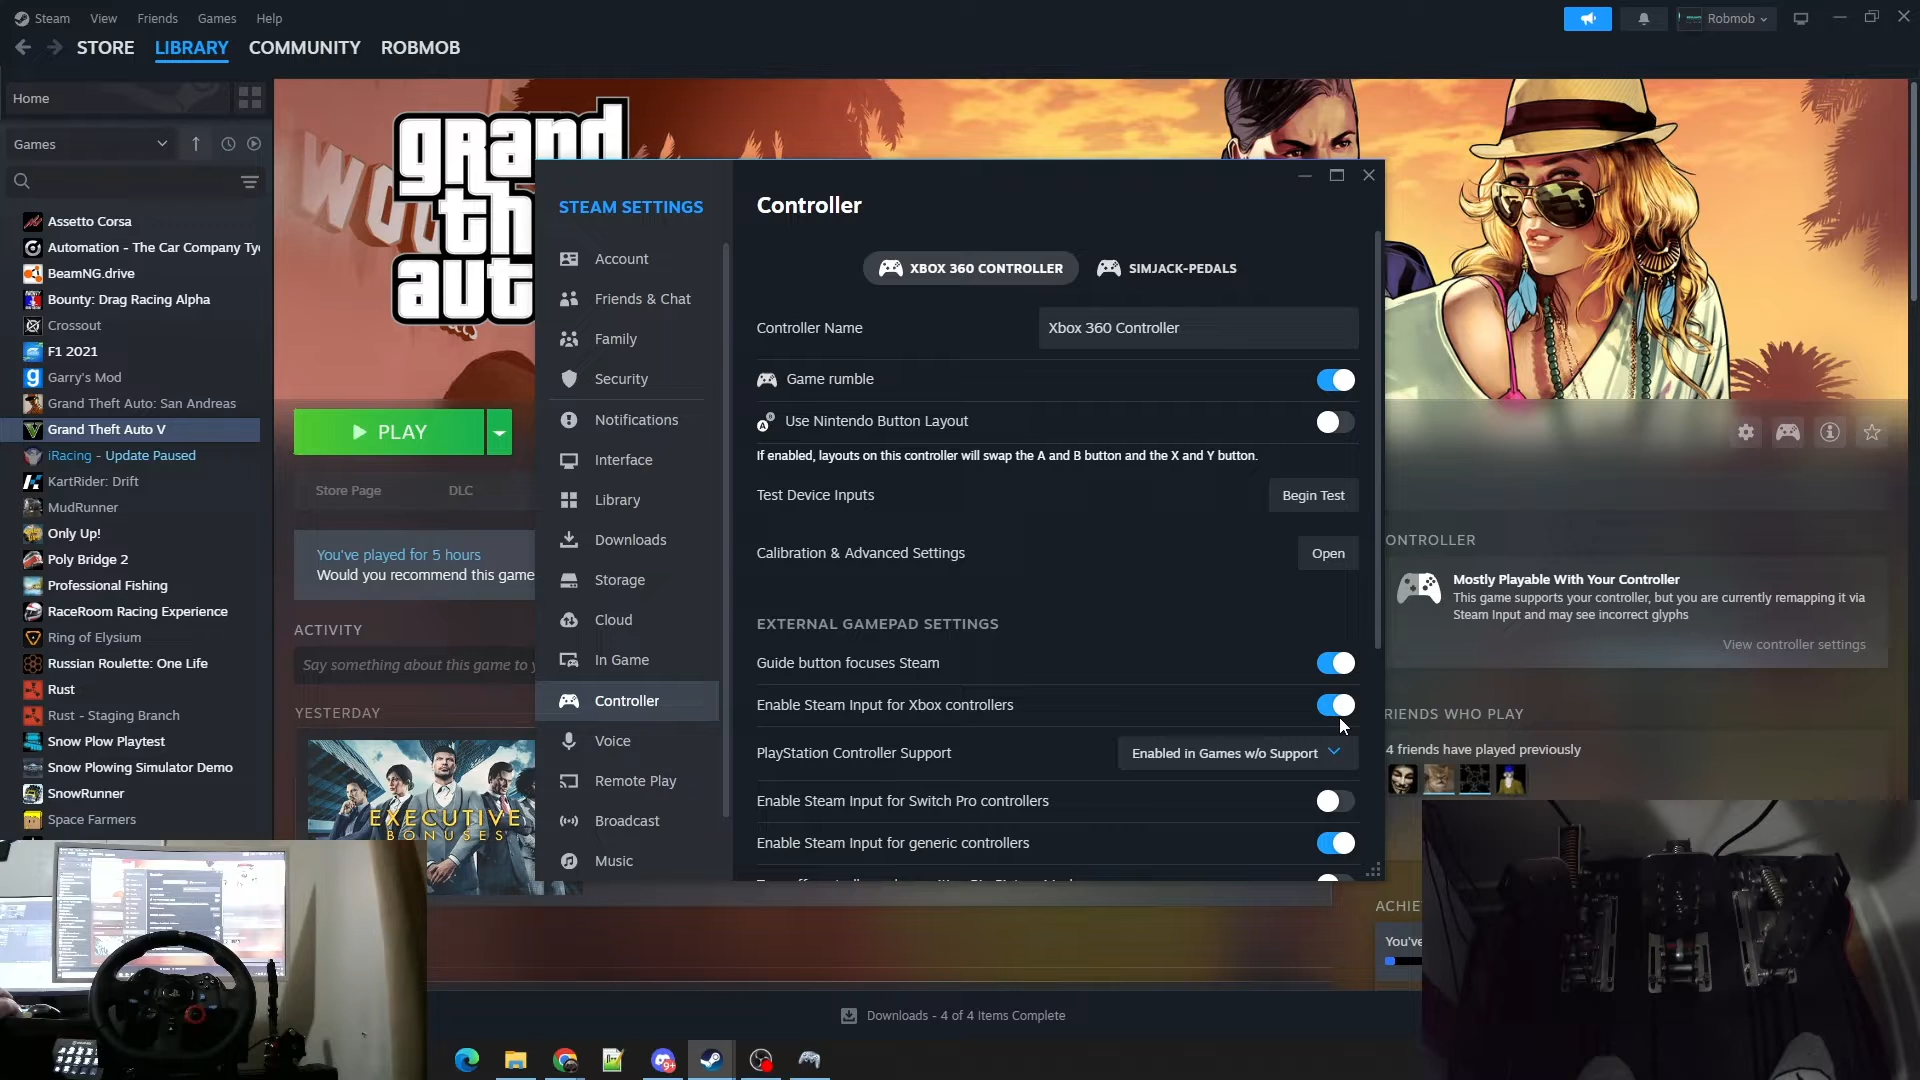 Steam View Friends Games Help
Robmob
STORE LIBRARY COMMUNITY ROBMOB
Home
Games
Assetto Corsa
Automation - The Car Company Ty
BeamNG.drive
Bounty: Drag Racing Alpha
Crossout
F1 2021
Garry's Mod
Grand Theft Auto: San Andreas
Grand Theft Auto V
iRacing - Update Paused
KartRider: Drift
MudRunner
Only Up!
Poly Bridge 2
Professional Fishing
RaceRoom Racing Experience
Ring of Elysium
Russian Roulette: One Life
Rust
Rust - Staging Branch
Snow Plow Playtest
Snow Plowing Simulator Demo
SnowRunner
Space Farmers
grand
th
aut
PLAY
Store Page DLC
You've played for 5 hours
Would you recommend this game
ACTIVITY
Say something about this game to y
YESTERDAY
EXECUTIVE
BONUSES
STEAM SETTINGS
Account
Friends & Chat
Family
Security
Notifications
Interface
Library
Downloads
Storage
Cloud
In Game
Controller
Voice
Remote Play
Broadcast
Music
Controller
XBOX 360 CONTROLLER SIMJACK-PEDALS
Controller Name Xbox 360 Controller
Game rumble
Use Nintendo Button Layout
If enabled, layouts on this controller will swap the A and B button and the X and Y button.
Test Device Inputs Begin Test
Calibration & Advanced Settings Open
EXTERNAL GAMEPAD SETTINGS
Guide button focuses Steam
Enable Steam Input for Xbox controllers
PlayStation Controller Support Enabled in Games w/o Support
Enable Steam Input for Switch Pro controllers
Enable Steam Input for generic controllers
ONTROLLER
Mostly Playable With Your Controller
This game supports your controller, but you are currently remapping it via
Steam Input and may see incorrect glyphs
View controller settings
RIENDS WHO PLAY
4 friends have played previously
ACHIE
You've
Downloads - 4 of 4 Items Complete
9+